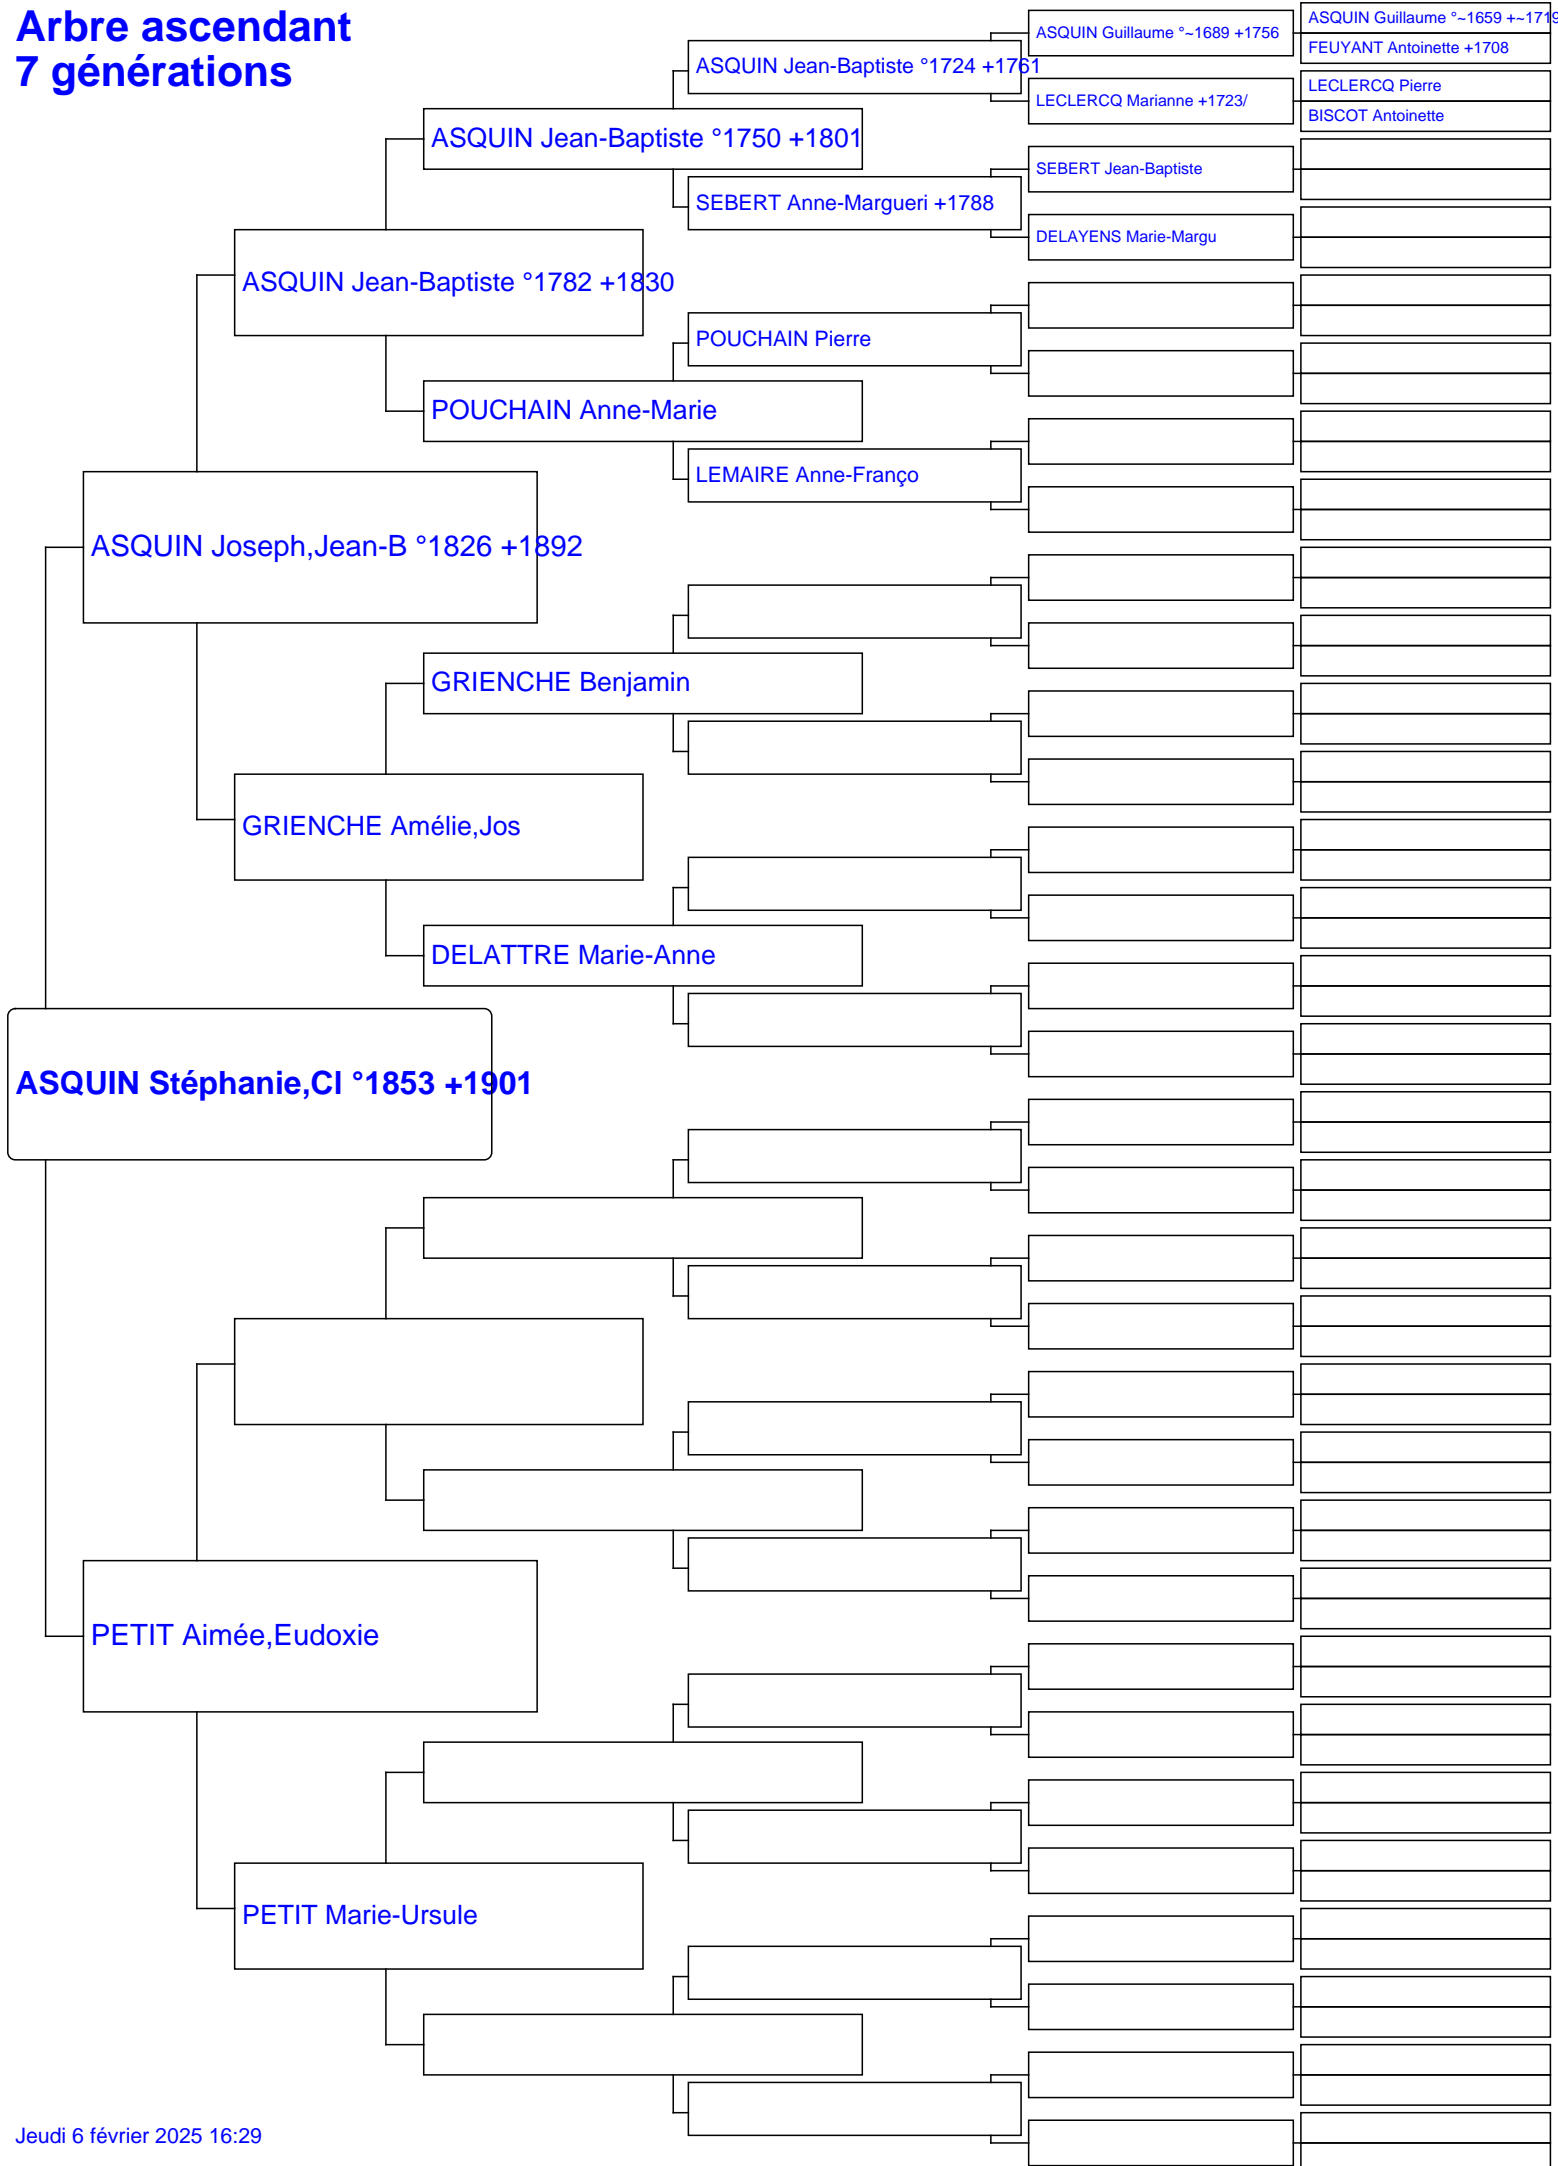 Arbre ascendant
7 générations
ASQUIN Guillaume °~1659 +~1719
ASQUIN Guillaume °~1689 +1756
FEUYANT Antoinette +1708
ASQUIN Jean-Baptiste °1724 +1761
LECLERCQ Pierre
LECLERCQ Marianne +1723/
BISCOT Antoinette
ASQUIN Jean-Baptiste °1750 +1801
SEBERT Jean-Baptiste
SEBERT Anne-Margueri +1788
DELAYENS Marie-Margu
ASQUIN Jean-Baptiste °1782 +1830
POUCHAIN Pierre
POUCHAIN Anne-Marie
LEMAIRE Anne-Franço
ASQUIN Joseph,Jean-B °1826 +1892
GRIENCHE Benjamin
GRIENCHE Amélie,Jos
DELATTRE Marie-Anne
ASQUIN Stéphanie,Cl °1853 +1901
PETIT Aimée,Eudoxie
PETIT Marie-Ursule
Jeudi 6 février 2025 16:29